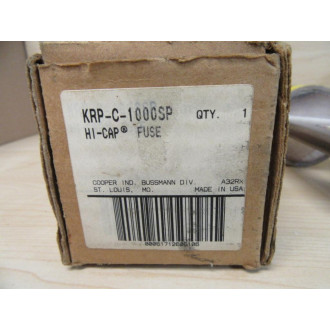 KRP-C-1000SP QTY. 1
HI-CAP® FUSE
COOPER IND. BUSSMANN DIV.
ST. LOUIS, MO. MADE IN USA